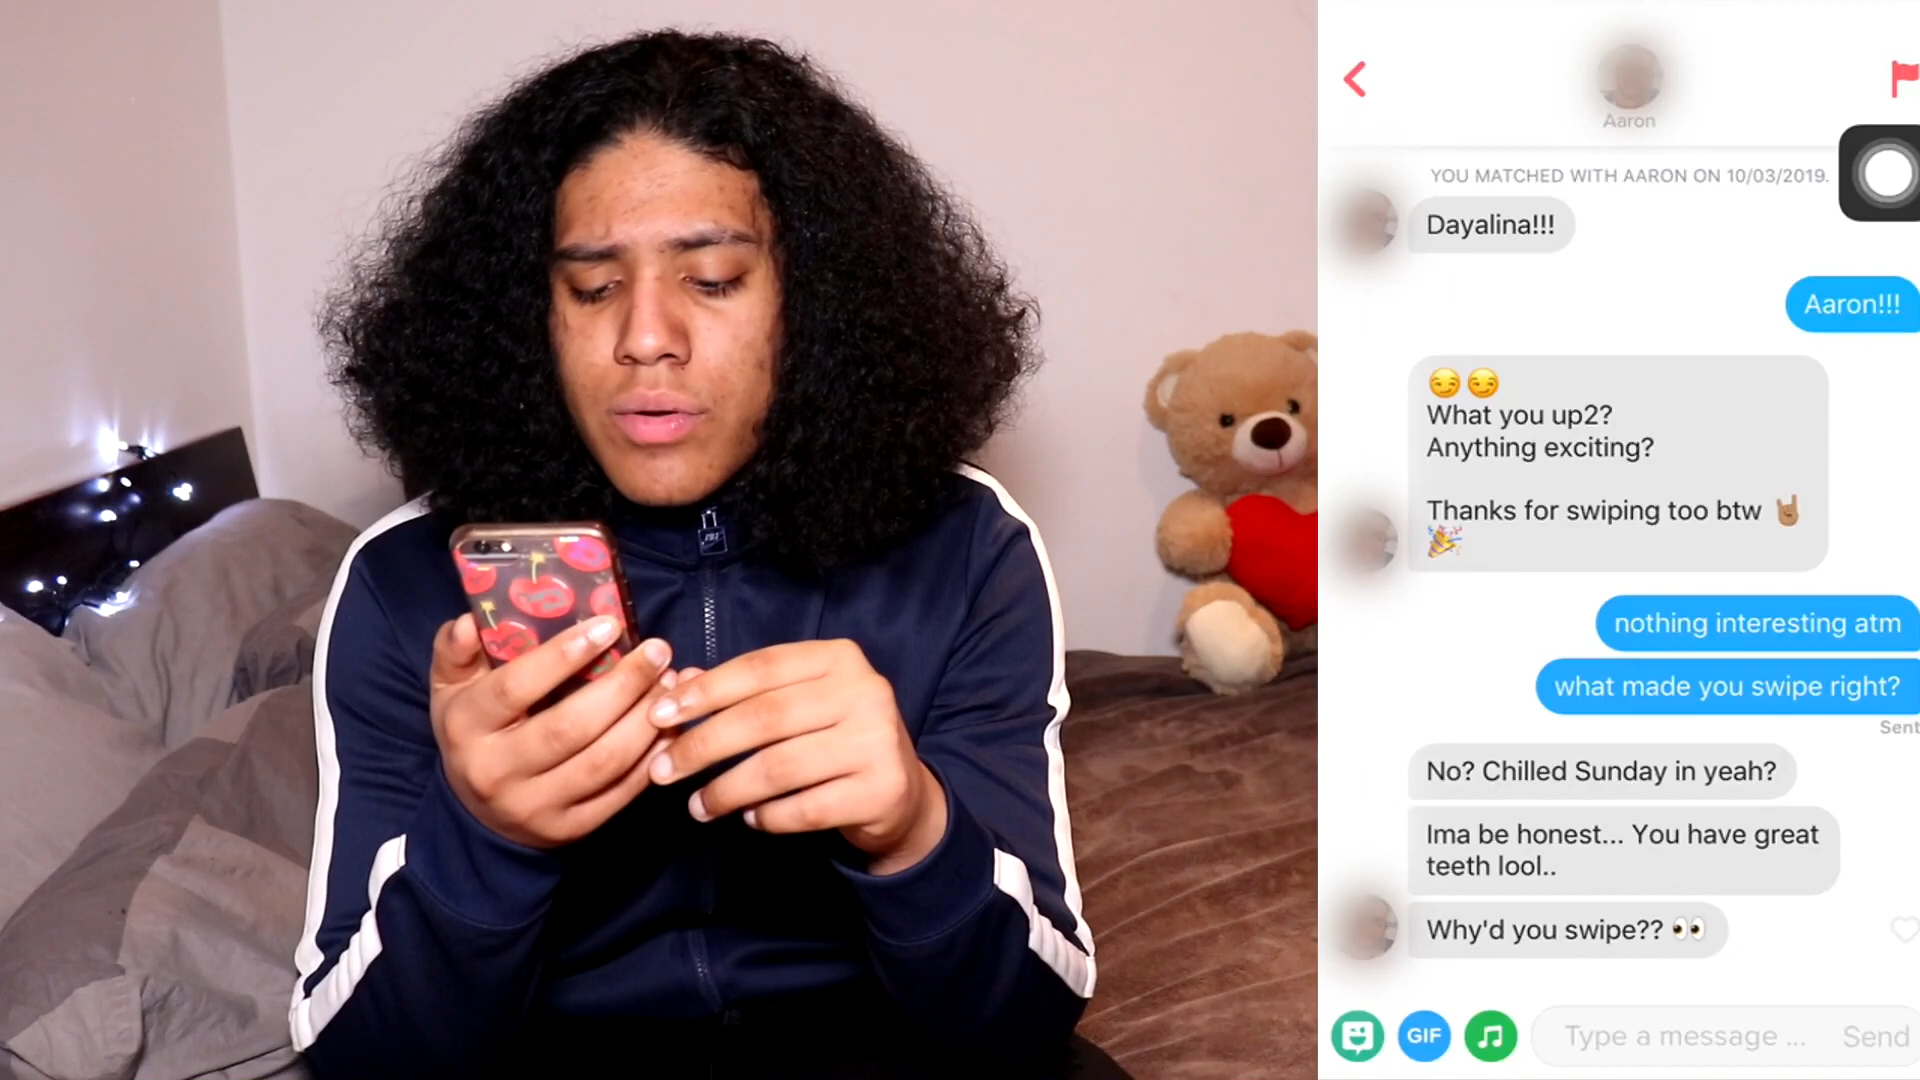 Aaron
YOU MATCHED WITH AARON ON 10/03/2019.
Dayalina!!!
Aaron!!!
😏😏
What you up2?
Anything exciting?
Thanks for swiping too btw 🤘🏽
🎉
nothing interesting atm
what made you swipe right?
Sent
No? Chilled Sunday in yeah?
Ima be honest... You have great
teeth lool..
Why'd you swipe?? 👀
GIF
Type a message ...
Send